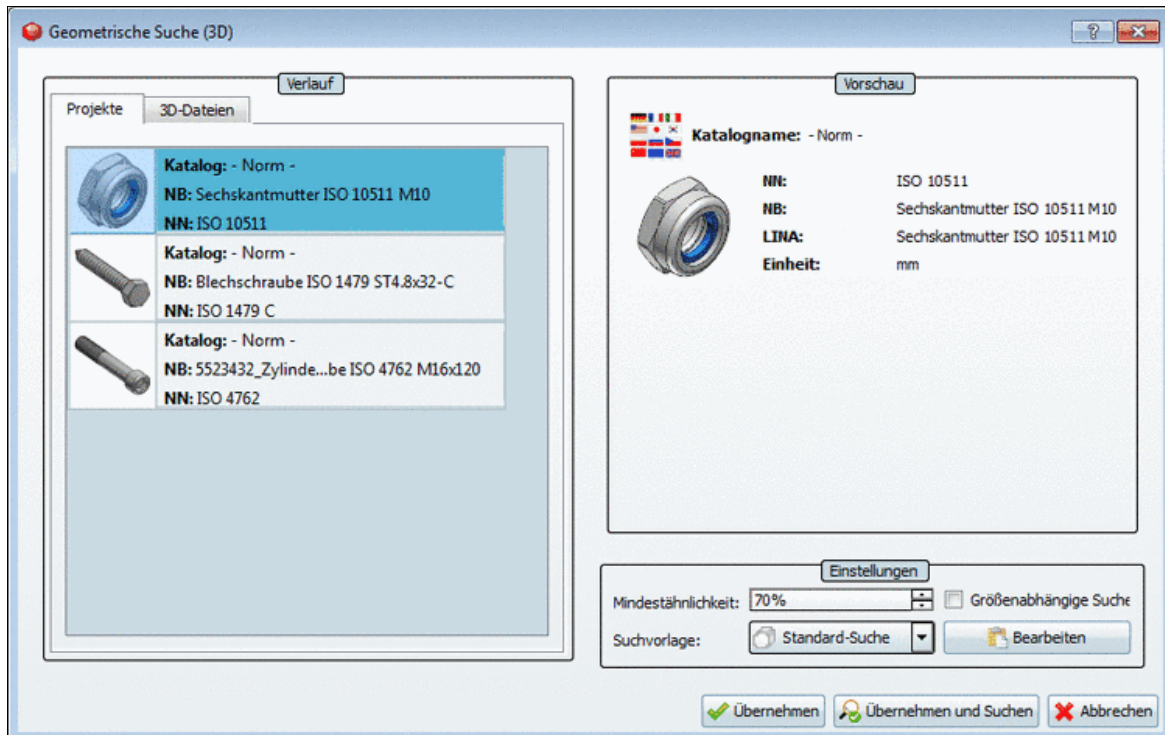 Geometrische Suche (3D)
Verlauf
Projekte
3D-Dateien
Katalog: - Norm -
NB: Sechskantmutter ISO 10511 M10
NN: ISO 10511
Katalog: - Norm -
NB: Blechschraube ISO 1479 ST4.8x32-C
NN: ISO 1479 C
Katalog: - Norm -
NB: 5523432_Zylinde...be ISO 4762 M16x120
NN: ISO 4762
Vorschau
Katalogname: - Norm -
NN: ISO 10511
NB: Sechskantmutter ISO 10511 M10
LINA: Sechskantmutter ISO 10511 M10
Einheit: mm
Einstellungen
Mindestähnlichkeit: 70% Größenabhängige Suche
Suchvorlage: Standard-Suche Bearbeiten
Übernehmen Übernehmen und Suchen Abbrechen